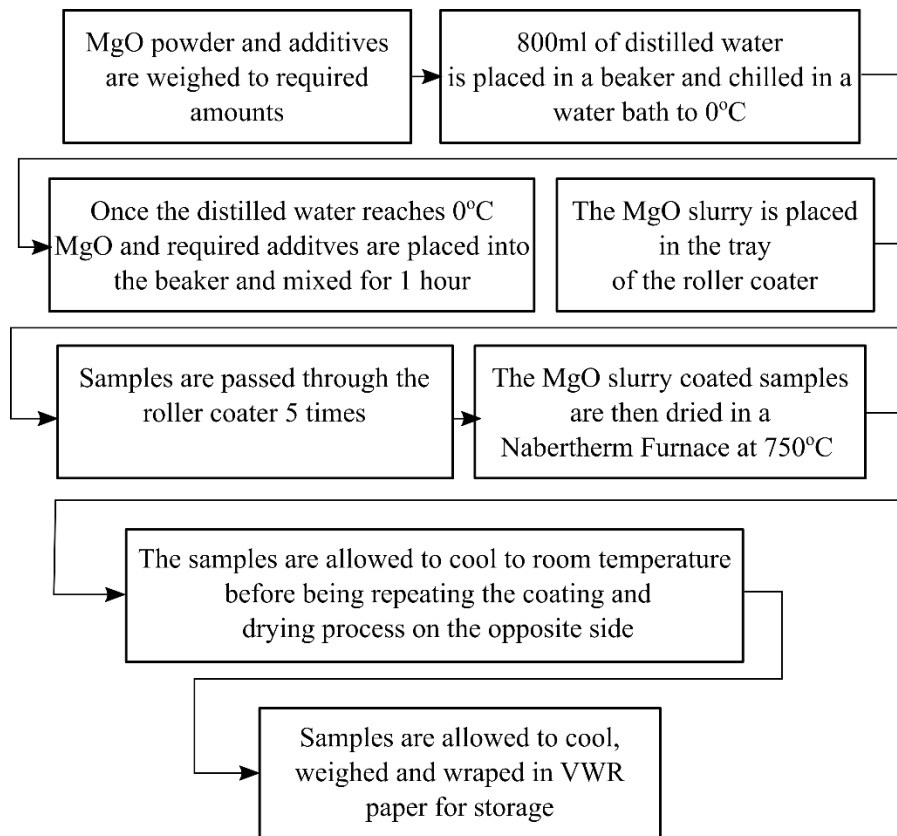 MgO powder and additives
are weighed to required
amounts
800ml of distilled water
is placed in a beaker and chilled in a
water bath to 0°C
Once the distilled water reaches 0°C
MgO and required additves are placed into
the beaker and mixed for 1 hour
The MgO slurry is placed
in the tray
of the roller coater
Samples are passed through the
roller coater 5 times
The MgO slurry coated samples
are then dried in a
Nabertherm Furnace at 750°C
The samples are allowed to cool to room temperature
before being repeating the coating and
drying process on the opposite side
Samples are allowed to cool,
weighed and wraped in VWR
paper for storage